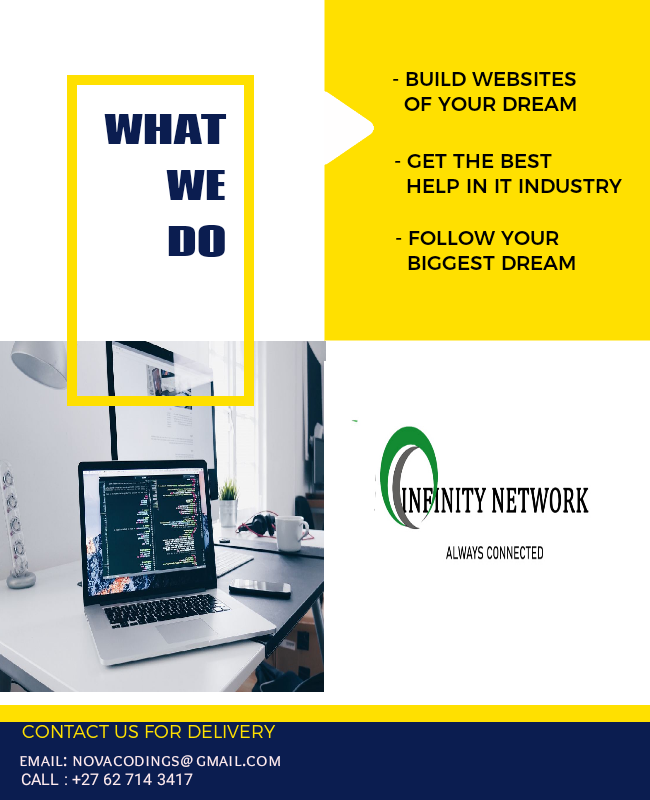 WHAT
WE
DO
- BUILD WEBSITES
OF YOUR DREAM
- GET THE BEST
HELP IN IT INDUSTRY
- FOLLOW YOUR
BIGGEST DREAM
INFINITY NETWORK
ALWAYS CONNECTED
CONTACT US FOR DELIVERY
EMAIL: NOVACODINGS@GMAIL.COM
CALL : +27 62 714 3417